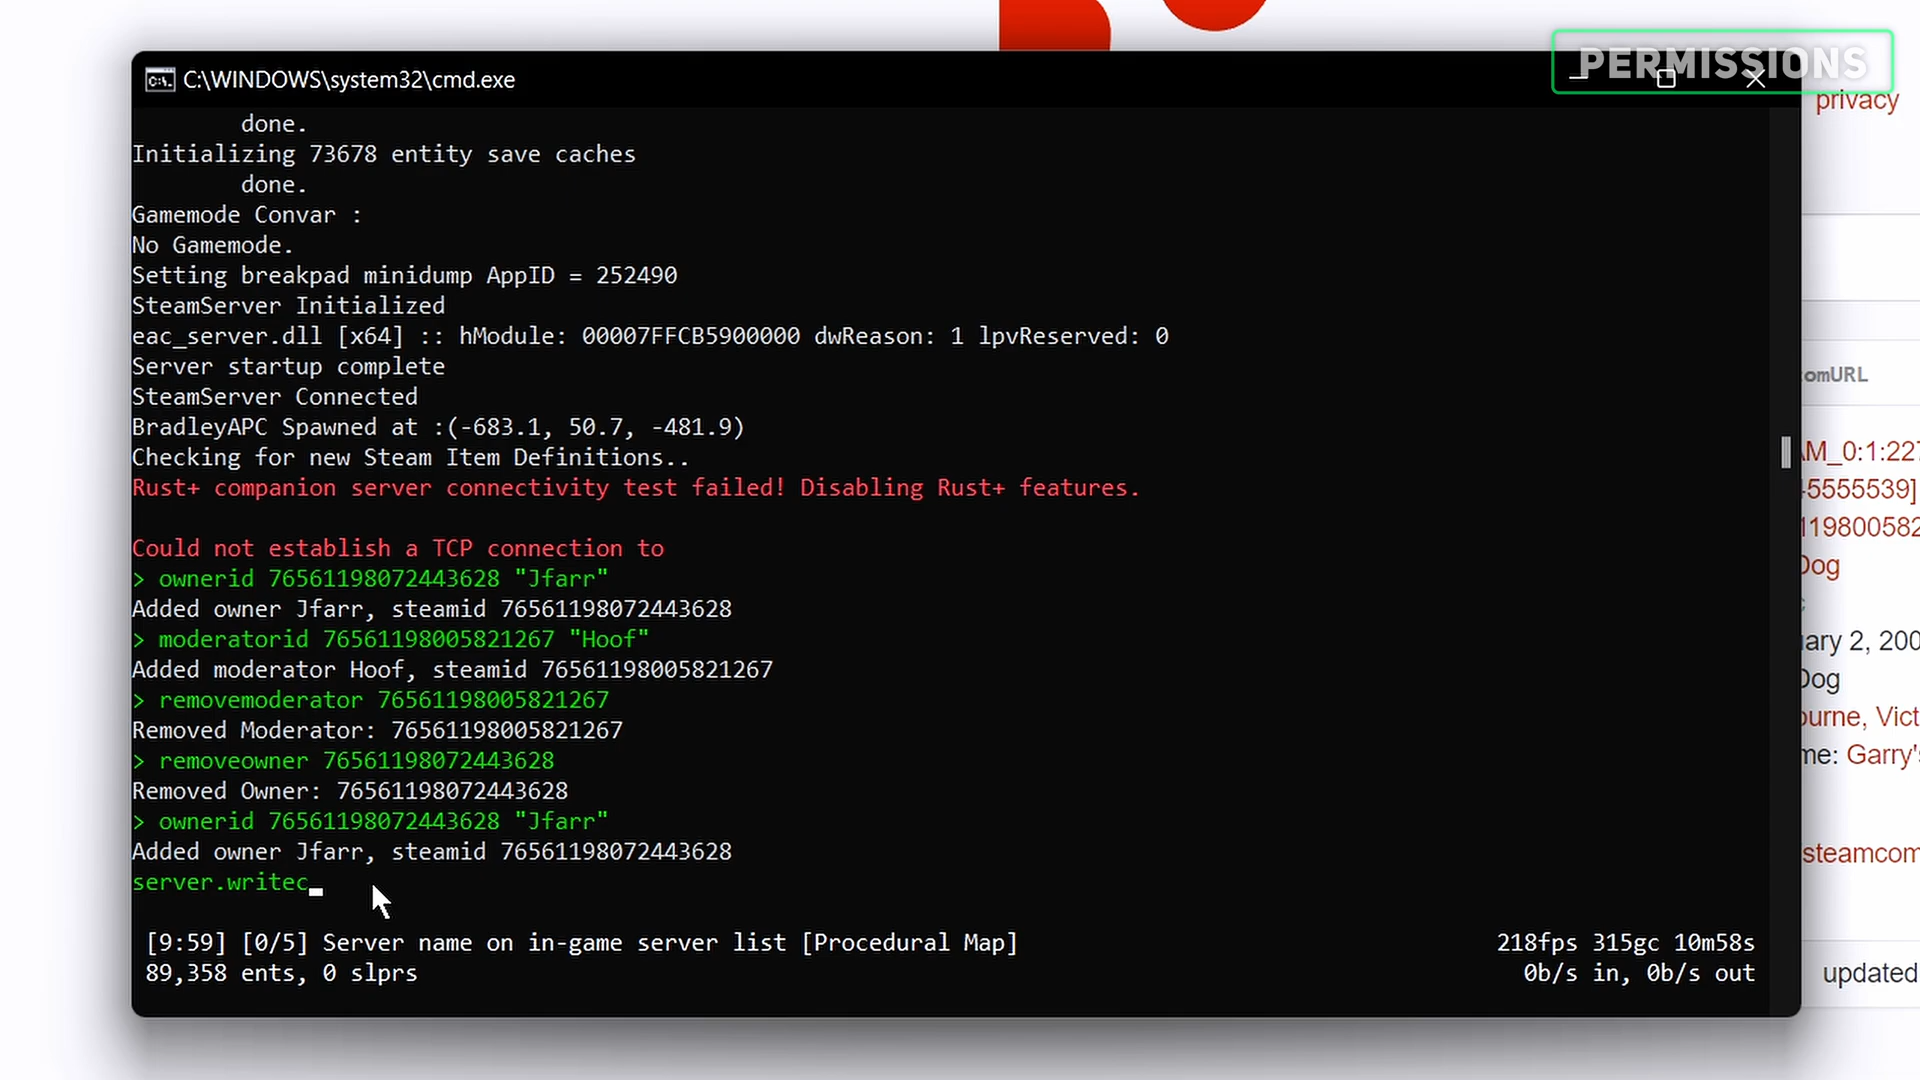 PERMISSIONS
C:\WINDOWS\system32\cmd.exe
privacy
done.
Initializing 73678 entity save caches
done.
Gamemode Convar :
No Gamemode.
Setting breakpad minidump AppID = 252490
SteamServer Initialized
eac_server.dll [x64] :: hModule: 00007FFCB5900000 dwReason: 1 lpvReserved: 0
Server startup complete
omURL
SteamServer Connected
BradleyAPC Spawned at :(-683.1, 50.7, -481.9)
Checking for new Steam Item Definitions..
AM_0:1:227
Rust+ companion server connectivity test failed! Disabling Rust+ features.
45555539]
119800582
Could not establish a TCP connection to
Dog
> ownerid 76561198072443628 "Jfarr"
Added owner Jfarr, steamid 76561198072443628
> moderatorid 76561198005821267 "Hoof"
uary 2, 200
Added moderator Hoof, steamid 76561198005821267
Dog
> removemoderator 76561198005821267
ourne, Vict
Removed Moderator: 76561198005821267
> removeowner 76561198072443628
me: Garry's
Removed Owner: 76561198072443628
> ownerid 76561198072443628 "Jfarr"
Added owner Jfarr, steamid 76561198072443628
steamcom
server.writec
[9:59] [0/5] Server name on in-game server list [Procedural Map] 218fps 315gc 10m58s
89,358 ents, 0 slprs 0b/s in, 0b/s out
updated